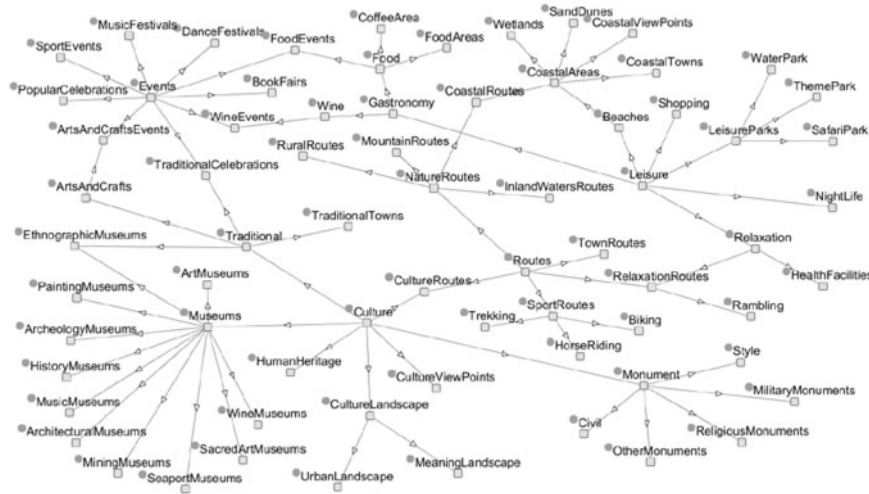 MusicFestivals
DanceFestivals
CoffeeArea
SandDunes
CoastalViewPoints
SportEvents
FoodEvents
Food
FoodAreas
Wetlands
CoastalAreas
CoastalTowns
WaterPark
ThemePark
PopularCelebrations
Events
BookFairs
Wine
Gastronomy
CoastalRoutes
Beaches
Shopping
LeisureParks
SafariPark
ArtsAndCraftsEvents
WineEvents
RuralRoutes
MountainRoutes
TraditionalCelebrations
NatureRoutes
InlandWatersRoutes
Leisure
NightLife
ArtsAndCrafts
TraditionalTowns
EthnographicMuseums
Traditional
Routes
TownRoutes
Relaxation
ArtMuseums
CultureRoutes
RelaxationRoutes
HealthFacilities
PaintingMuseums
Museums
Culture
Trekking
SportRoutes
Biking
Rambling
ArcheologyMuseums
HorseRiding
HistoryMuseums
HumanHeritage
CultureViewPoints
Monument
Style
MusicMuseums
WineMuseums
CultureLandscape
MilitaryMonuments
ArchitecturalMuseums
SacredArtMuseums
Civil
OtherMonuments
ReligiousMonuments
MiningMuseums
SeaportMuseums
UrbanLandscape
MeaningLandscape